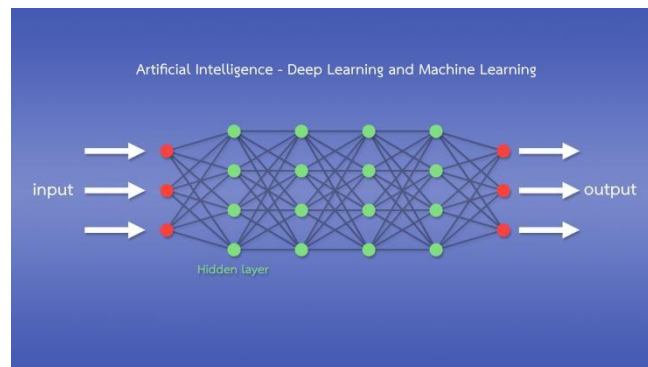 Artificial Intelligence - Deep Learning and Machine Learning
input
output
Hidden layer